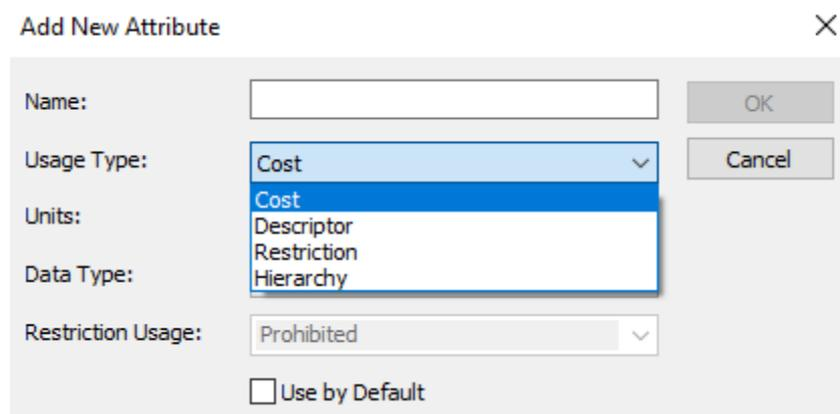 Add New Attribute
Name:
OK
Usage Type:
Cost
Cancel
Cost
Units:
Descriptor
Restriction
Data Type:
Hierarchy
Restriction Usage:
Prohibited
Use by Default